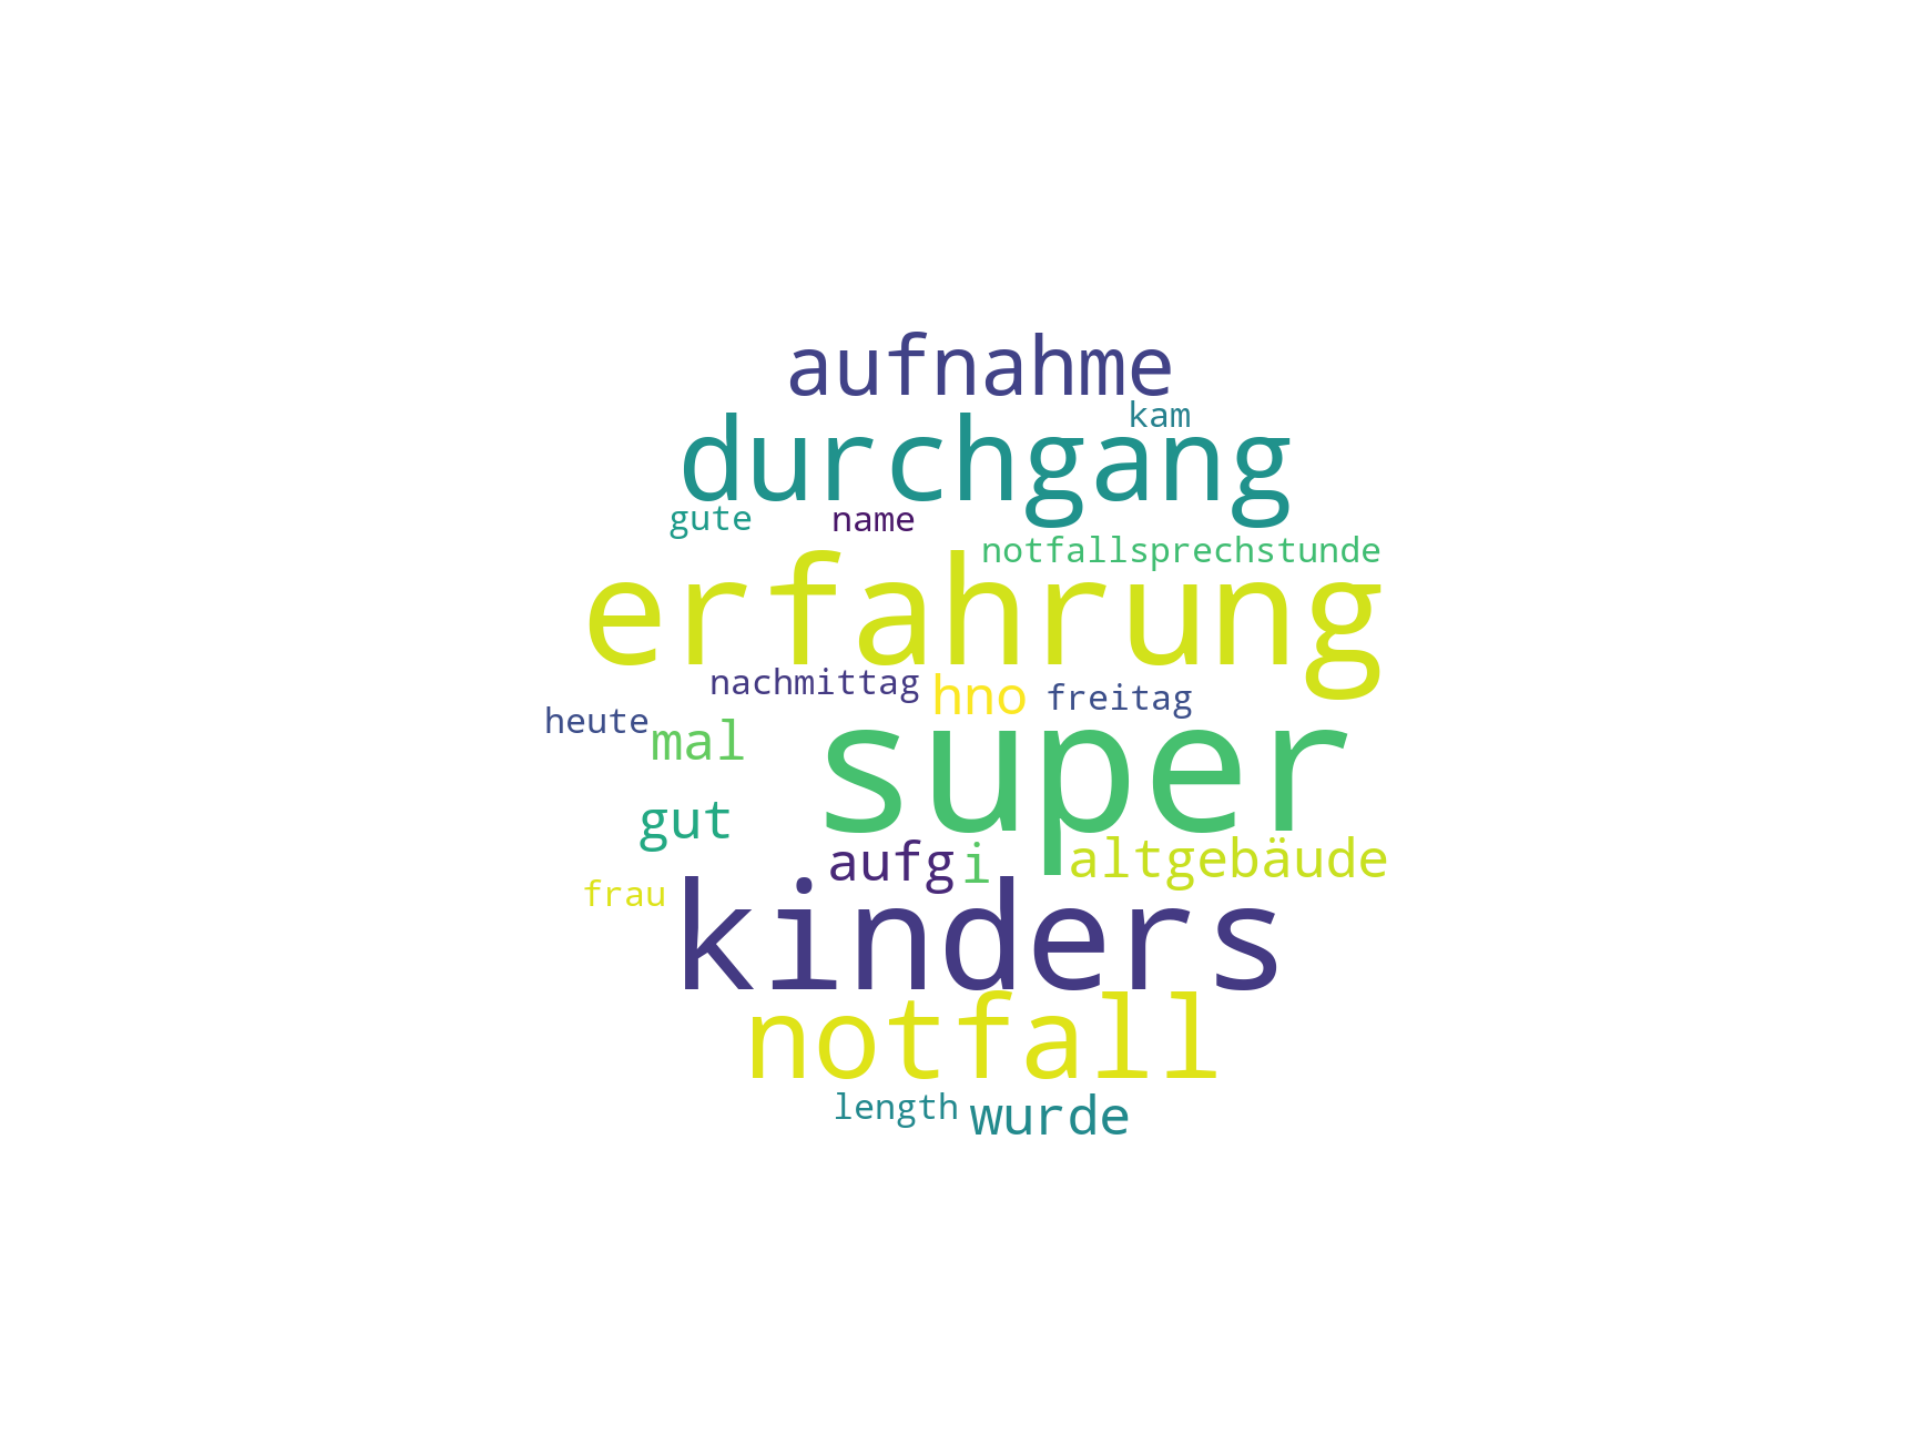 aufnahme
kam
durchgang
gute name
notfallsprechstunde
erfahrung
nachmittag hno freitag
heute mal
super
gut
aufg i altgebäude
frau kinders
notfall
length wurde